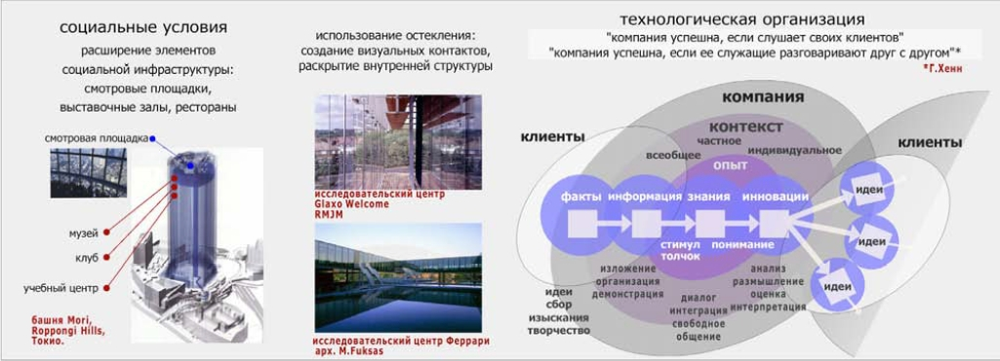 социальные условия
расширение элементов
социальной инфраструктуры:
смотровые площадки,
выставочные залы, рестораны
смотровая площадка
музей
клуб
учебный центр
башня Mori,
Roppongi Hills,
Токио.
использование остекления:
создание визуальных контактов,
раскрытие внутренней структуры
исследовательский центр
Glaxo Welcome
RMJM
исследовательский центр Феррари
арх. M.Fuksas
технологическая организация
"компания успешна, если слушает своих клиентов"
"компания успешна, если ее служащие разговаривают друг с другом"*
*Г.Хенн
компания
клиенты
контекст
клиенты
частное
всеобщее
индивидуальное
опыт
факты информация знания инновации
идеи
идеи
идеи
стимул
толчок
понимание
изложение
организация
демонстрация
анализ
размышление
оценка
интерпретация
диалог
интеграция
свободное
общение
идеи
сбор
изыскания
творчество